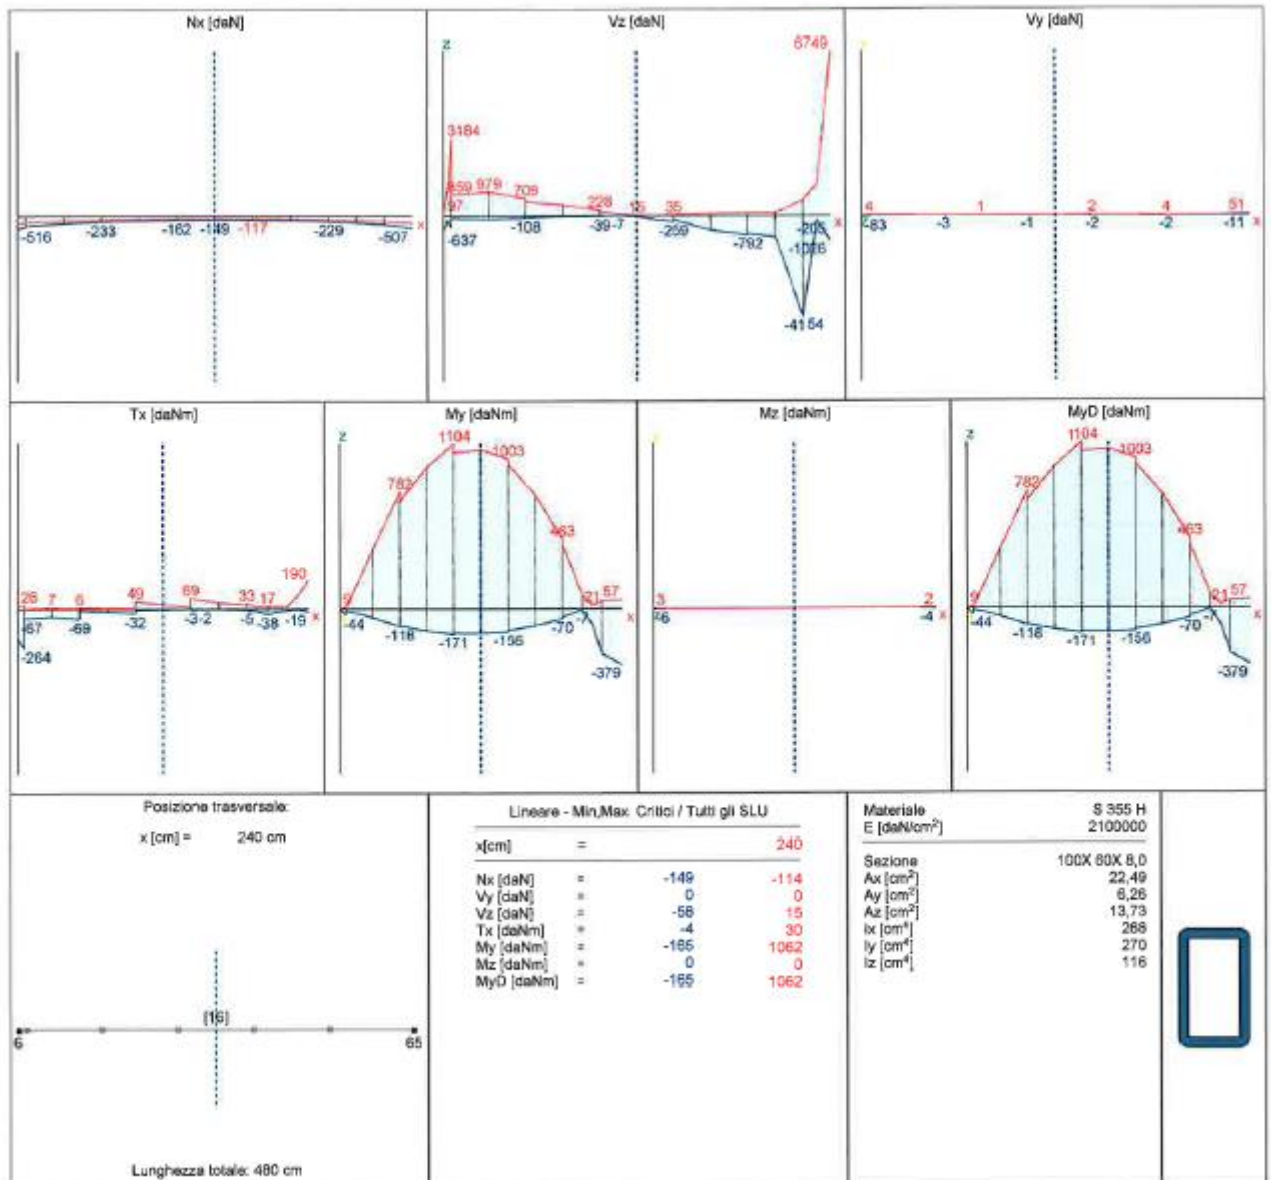 Nx [daN]
x
-516
-233
-162
-149
-117
-229
-507
Vz [daN]
z
6749
3184
859
979
709
97
228
15
35
x
-637
-108
-39
-7
-259
-792
-205
-1026
-4154
Vy [daN]
4
1
2
4
51
x
-83
-3
-1
-2
-2
-11
Tx [daNm]
26
7
6
49
69
33
17
190
x
-67
-69
-32
-3
-2
-5
-38
-19
-264
My [daNm]
z
1104
1003
782
463
9
21
57
x
-44
-118
-171
-156
-70
-7
-379
Mz [daNm]
3
2
x
-6
-4
MyD [daNm]
z
1104
1003
782
463
9
21
57
x
-44
-118
-171
-156
-70
-7
-379
Posizione trasversale:
x [cm] = 240 cm
[16]
6
65
Lunghezza totale: 480 cm
Lineare - Min,Max Critici / Tutti gli SLU
x[cm] = 240
Nx [daN] = -149 -114
Vy [daN] = 0 0
Vz [daN] = -58 15
Tx [daNm] = -4 30
My [daNm] = -165 1062
Mz [daNm] = 0 0
MyD [daNm] = -165 1062
Materiale S 355 H
E [daN/cm²] 2100000
Sezione 100X 60X 8,0
Ax [cm²] 22,49
Ay [cm²] 6,26
Az [cm²] 13,73
Ix [cm⁴] 268
Iy [cm⁴] 270
Iz [cm⁴] 116